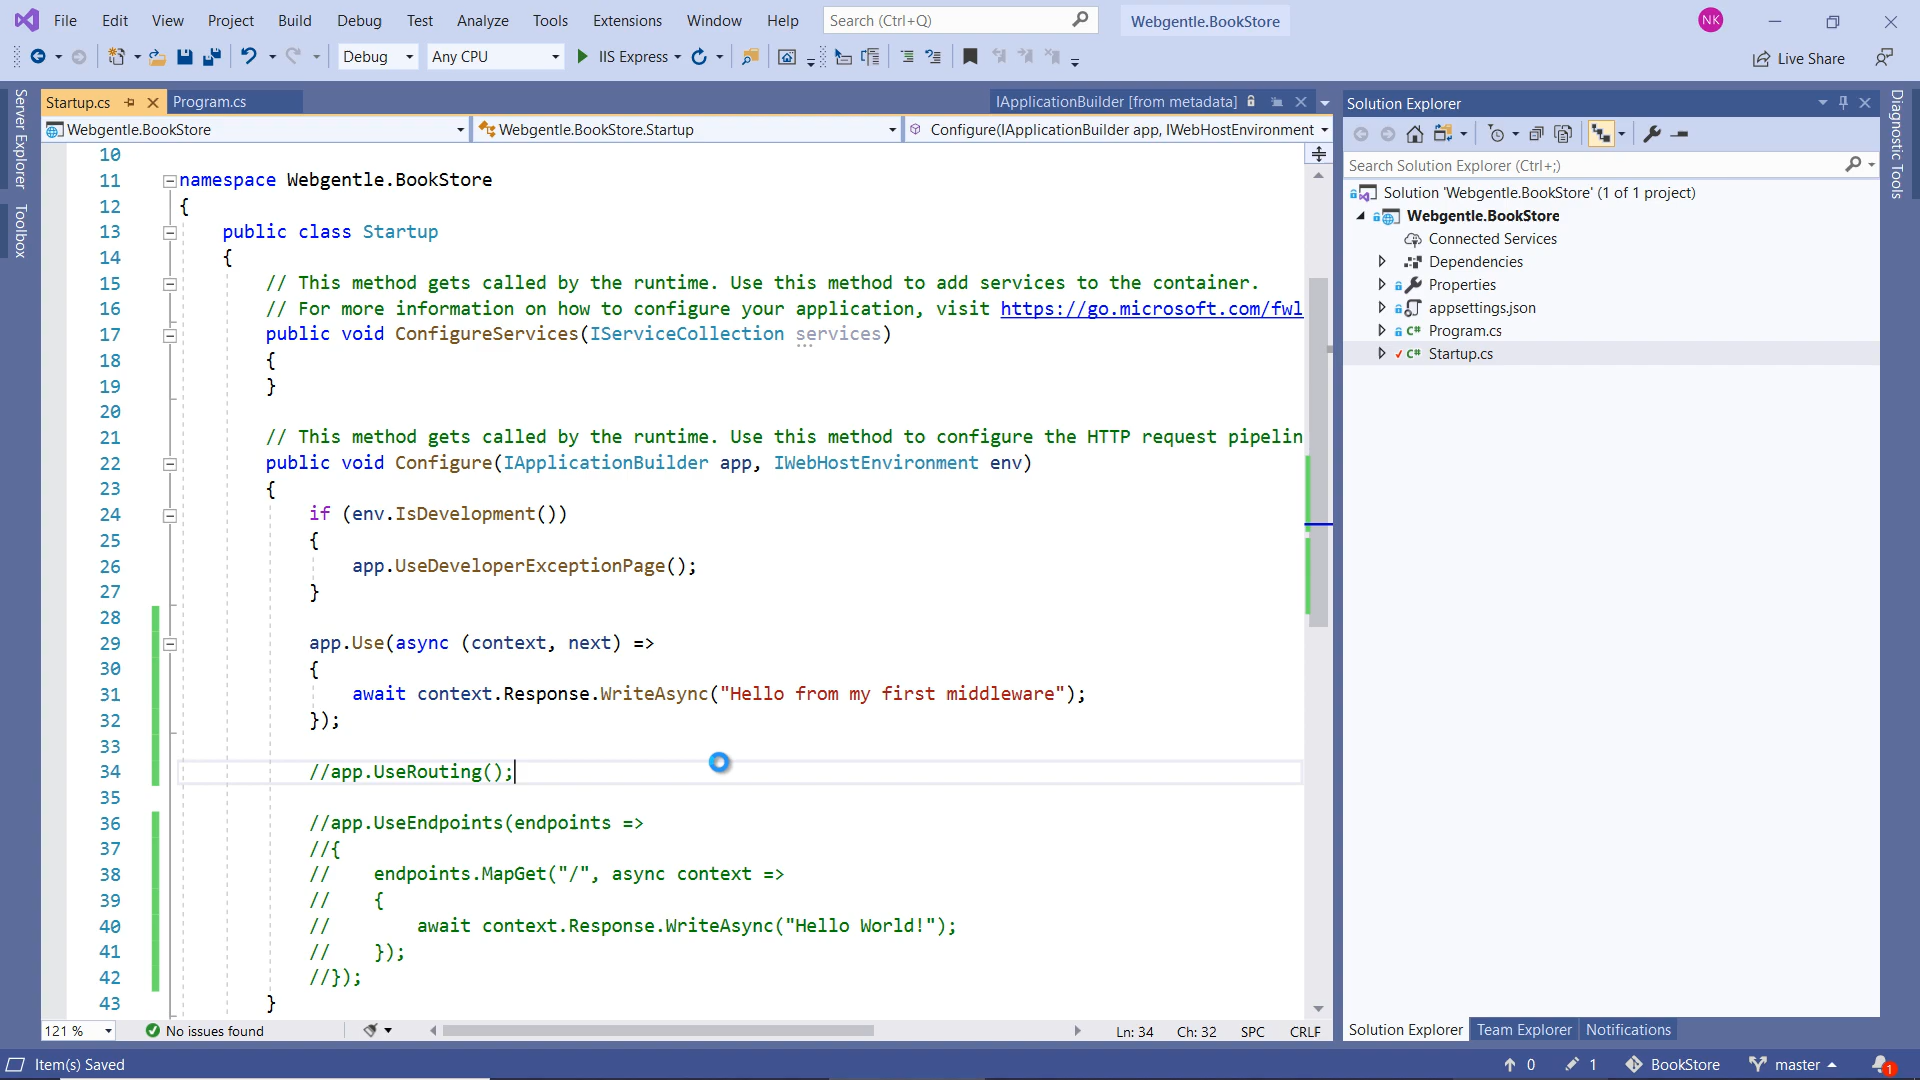 File Edit View Project Build Debug Test Analyze Tools Extensions Window Help Search (Ctrl+Q) Webgentle.BookStore NK
Debug Any CPU IIS Express Live Share
Server Explorer
Toolbox
Startup.cs Program.cs IApplicationBuilder [from metadata]
Webgentle.BookStore Webgentle.BookStore.Startup Configure(IApplicationBuilder app, IWebHostEnvironment
10
11 namespace Webgentle.BookStore
12 {
13 public class Startup
14 {
15 // This method gets called by the runtime. Use this method to add services to the container.
16 // For more information on how to configure your application, visit https://go.microsoft.com/fwl
17 public void ConfigureServices(IServiceCollection services)
18 {
19 }
20
21 // This method gets called by the runtime. Use this method to configure the HTTP request pipelin
22 public void Configure(IApplicationBuilder app, IWebHostEnvironment env)
23 {
24 if (env.IsDevelopment())
25 {
26 app.UseDeveloperExceptionPage();
27 }
28
29 app.Use(async (context, next) =>
30 {
31 await context.Response.WriteAsync("Hello from my first middleware");
32 });
33
34 //app.UseRouting();
35
36 //app.UseEndpoints(endpoints =>
37 //{
38 // endpoints.MapGet("/", async context =>
39 // {
40 // await context.Response.WriteAsync("Hello World!");
41 // });
42 //});
43 }
121 % No issues found Ln: 34 Ch: 32 SPC CRLF
Solution Explorer
Search Solution Explorer (Ctrl+;)
Solution 'Webgentle.BookStore' (1 of 1 project)
Webgentle.BookStore
Connected Services
Dependencies
Properties
appsettings.json
C# Program.cs
C# Startup.cs
Solution Explorer Team Explorer Notifications
Diagnostic Tools
Item(s) Saved 0 1 BookStore master 1